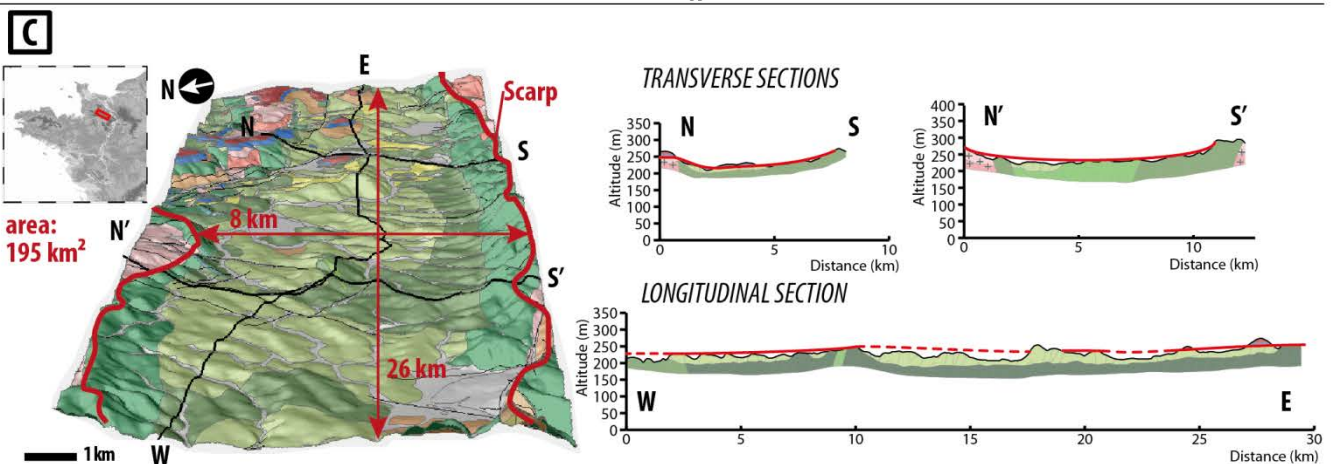 C
N
E
Scarp
N
S
area:
195 km²
8 km
N'
S'
26 km
W
1 km
TRANSVERSE SECTIONS
N
S
Altitude (m)
350
300
250
200
150
100
50
0
0
5
10
Distance (km)
N'
S'
Altitude (m)
400
350
300
250
200
150
100
50
0
0
5
10
Distance (km)
LONGITUDINAL SECTION
Altitude (m)
350
300
250
200
150
100
50
0
W
E
0
5
10
15
20
25
30
Distance (km)